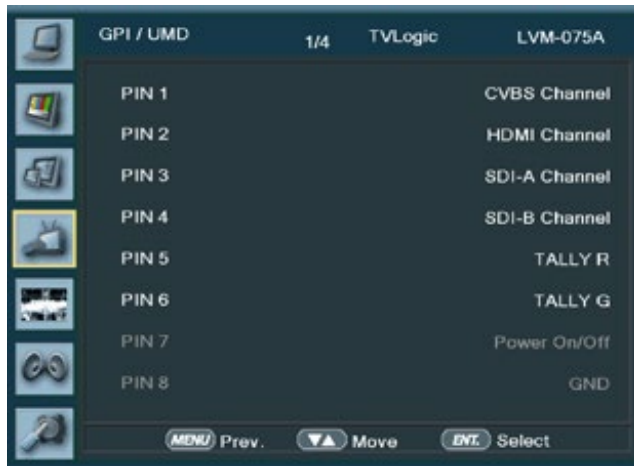 GPI / UMD 1/4 TVLogic LVM-075A
PIN 1 CVBS Channel
PIN 2 HDMI Channel
PIN 3 SDI-A Channel
PIN 4 SDI-B Channel
PIN 5 TALLY R
PIN 6 TALLY G
PIN 7 Power On/Off
PIN 8 GND
MENU Prev. ▼▲ Move ENT. Select